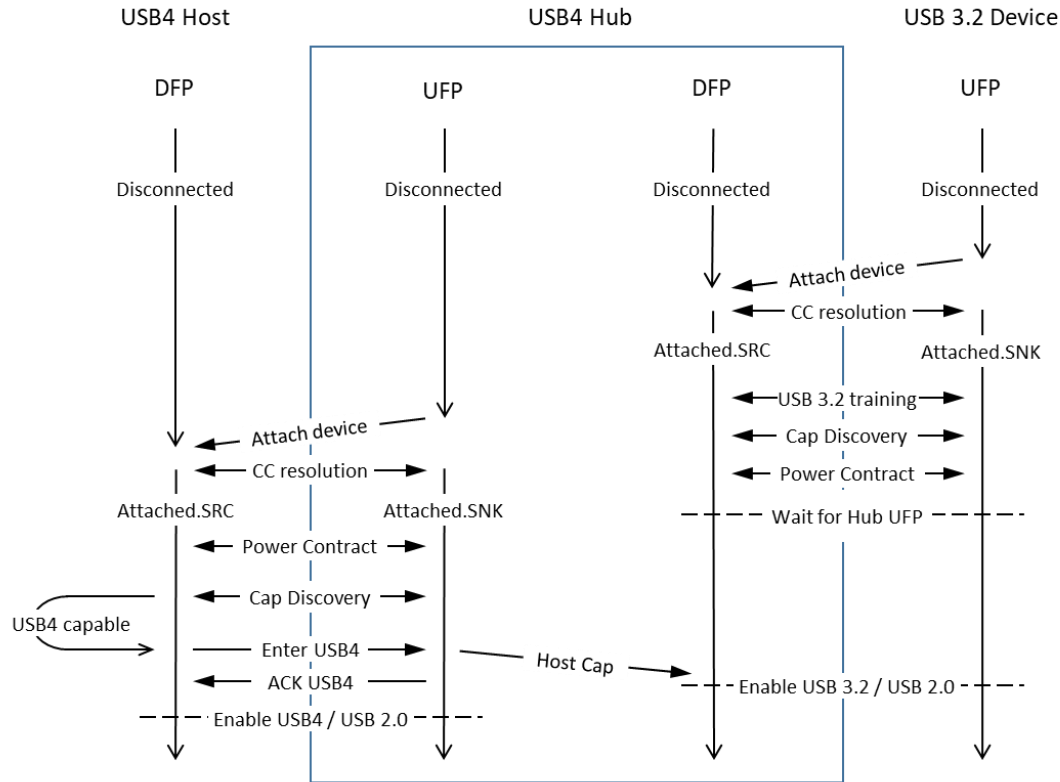 USB4 Host USB4 Hub USB 3.2 Device
DFP UFP DFP UFP
Disconnected Disconnected Disconnected Disconnected
Attach device
CC resolution
Attached.SRC Attached.SNK
USB 3.2 training
Attach device
Cap Discovery
CC resolution
Power Contract
Attached.SRC Attached.SNK
Wait for Hub UFP
Power Contract
Cap Discovery
USB4 capable
Enter USB4
Host Cap
ACK USB4
Enable USB 3.2 / USB 2.0
Enable USB4 / USB 2.0